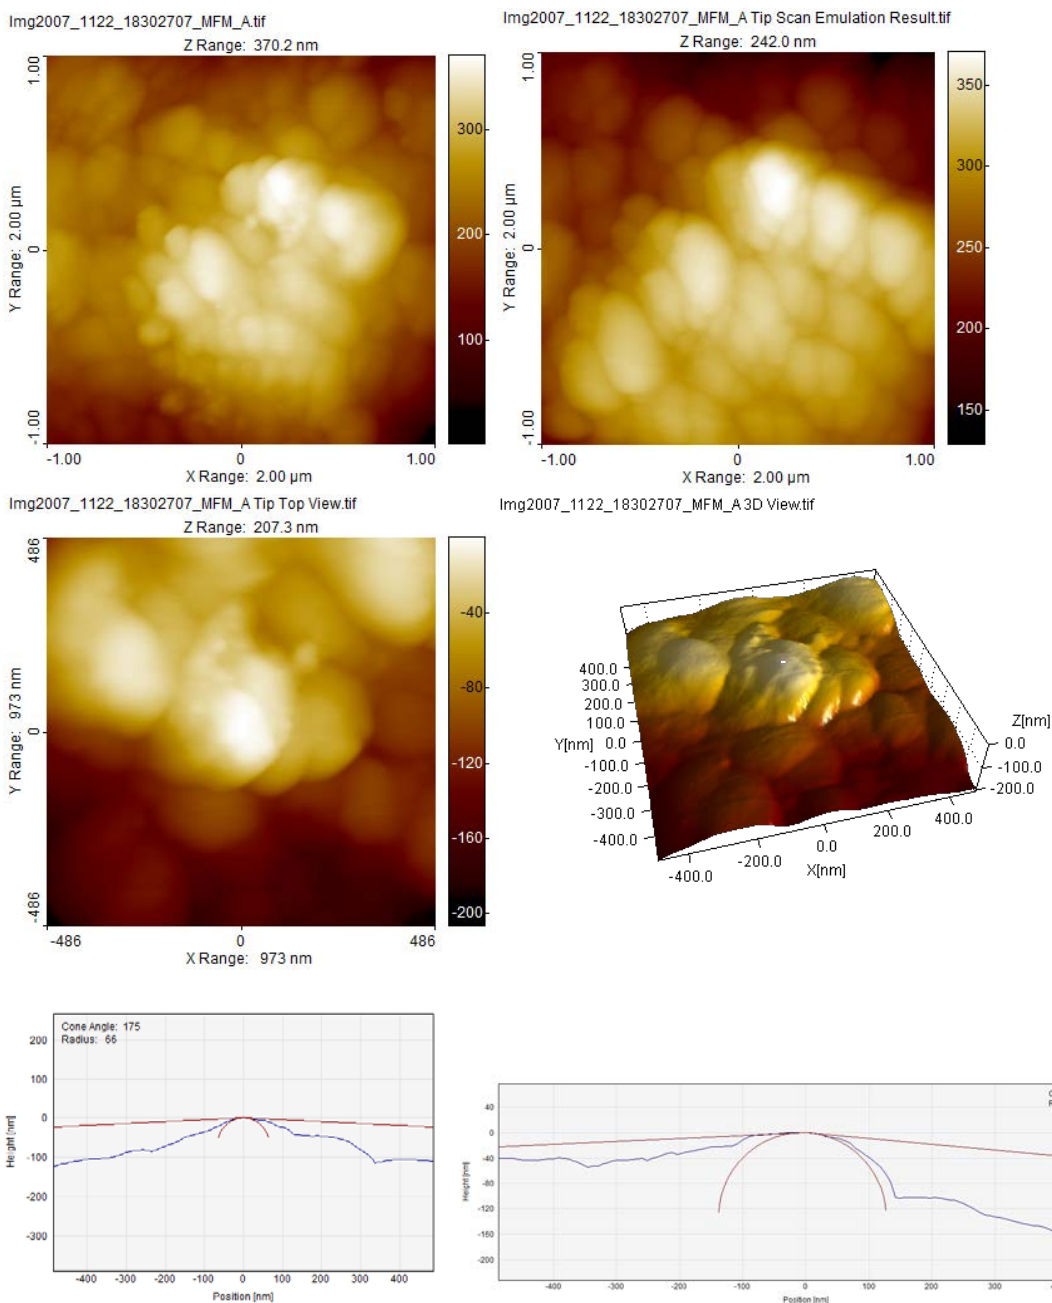 Img2007_1122_18302707_MFM_A.tif
Z Range: 370.2 nm
Y Range: 2.00 µm
1.00
0
-1.00
300
200
100
-1.00 0 1.00
X Range: 2.00 µm
Img2007_1122_18302707_MFM_A Tip Scan Emulation Result.tif
Z Range: 242.0 nm
Y Range: 2.00 µm
1.00
0
-1.00
350
300
250
200
150
-1.00 0 1.00
X Range: 2.00 µm
Img2007_1122_18302707_MFM_A Tip Top View.tif
Z Range: 207.3 nm
Y Range: 973 nm
486
0
-486
-40
-80
-120
-160
-200
-486 0 486
X Range: 973 nm
Img2007_1122_18302707_MFM_A 3D View.tif
400.0
300.0
200.0
100.0
Y[nm] 0.0
-100.0
-200.0
-300.0
-400.0
Z[nm]
0.0
-100.0
-200.0
-400.0 -200.0 0.0 200.0 400.0
X[nm]
Cone Angle: 175
Radius: 66
Height [nm]
200
100
0
-100
-200
-300
-400 -300 -200 -100 0 100 200 300 400
Position [nm]
Height [nm]
40
0
-40
-80
-120
-160
-200
-400 -300 -200 -100 0 100 200 300
Position [nm]